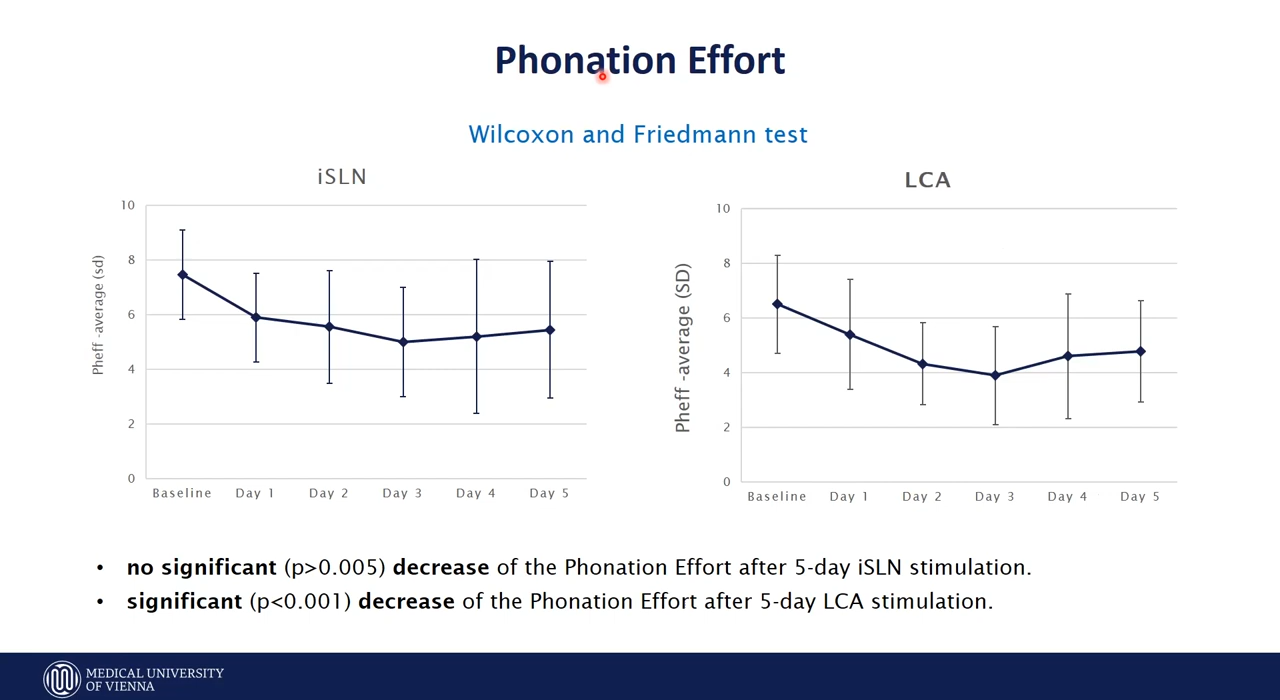 Phonation Effort
Wilcoxon and Friedmann test
iSLN
Pheff -average (sd)
10
8
6
4
2
0
Baseline Day 1 Day 2 Day 3 Day 4 Day 5
LCA
Pheff -average (SD)
10
8
6
4
2
0
Baseline Day 1 Day 2 Day 3 Day 4 Day 5
• no significant (p>0.005) decrease of the Phonation Effort after 5-day iSLN stimulation.
• significant (p<0.001) decrease of the Phonation Effort after 5-day LCA stimulation.
MEDICAL UNIVERSITY
OF VIENNA